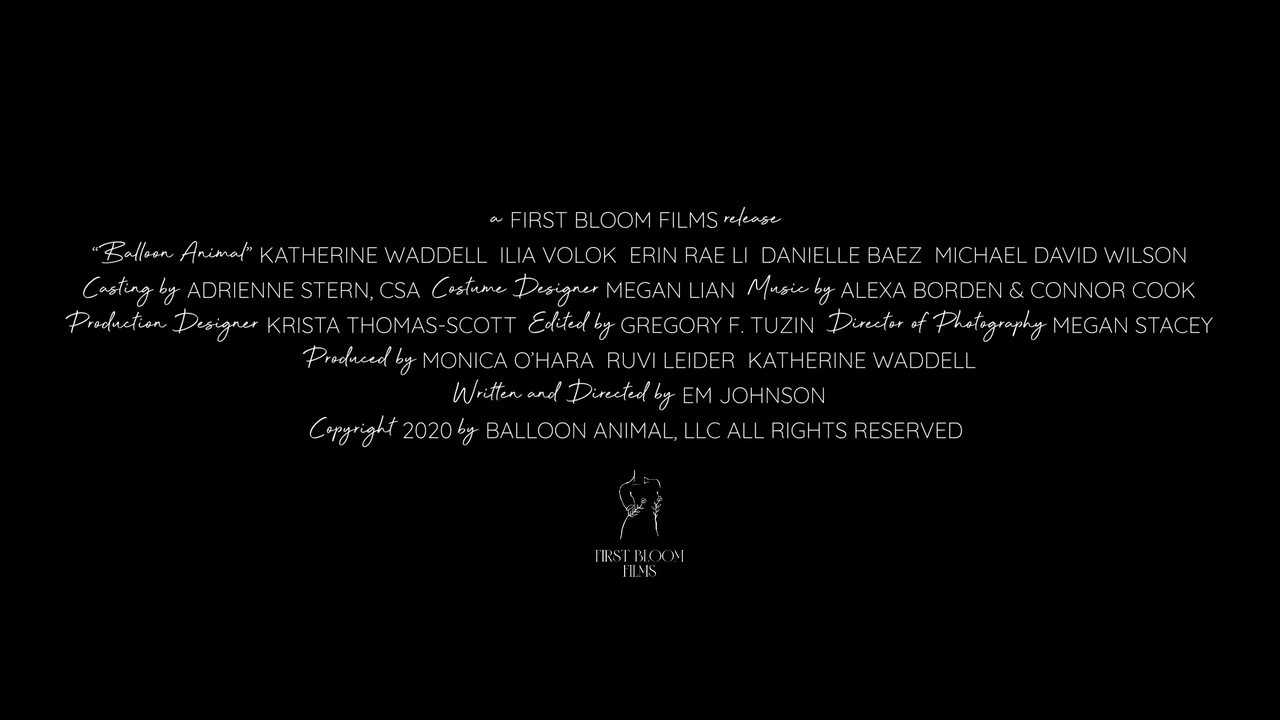 a FIRST BLOOM FILMS release
“Balloon Animal” KATHERINE WADDELL ILIA VOLOK ERIN RAE LI DANIELLE BAEZ MICHAEL DAVID WILSON
Casting by ADRIENNE STERN, CSA Costume Designer MEGAN LIAN Music by ALEXA BORDEN & CONNOR COOK
Production Designer KRISTA THOMAS-SCOTT Edited by GREGORY F. TUZIN Director of Photography MEGAN STACEY
Produced by MONICA O’HARA RUVI LEIDER KATHERINE WADDELL
Written and Directed by EM JOHNSON
Copyright 2020 by BALLOON ANIMAL, LLC ALL RIGHTS RESERVED
FIRST BLOOM
FILMS